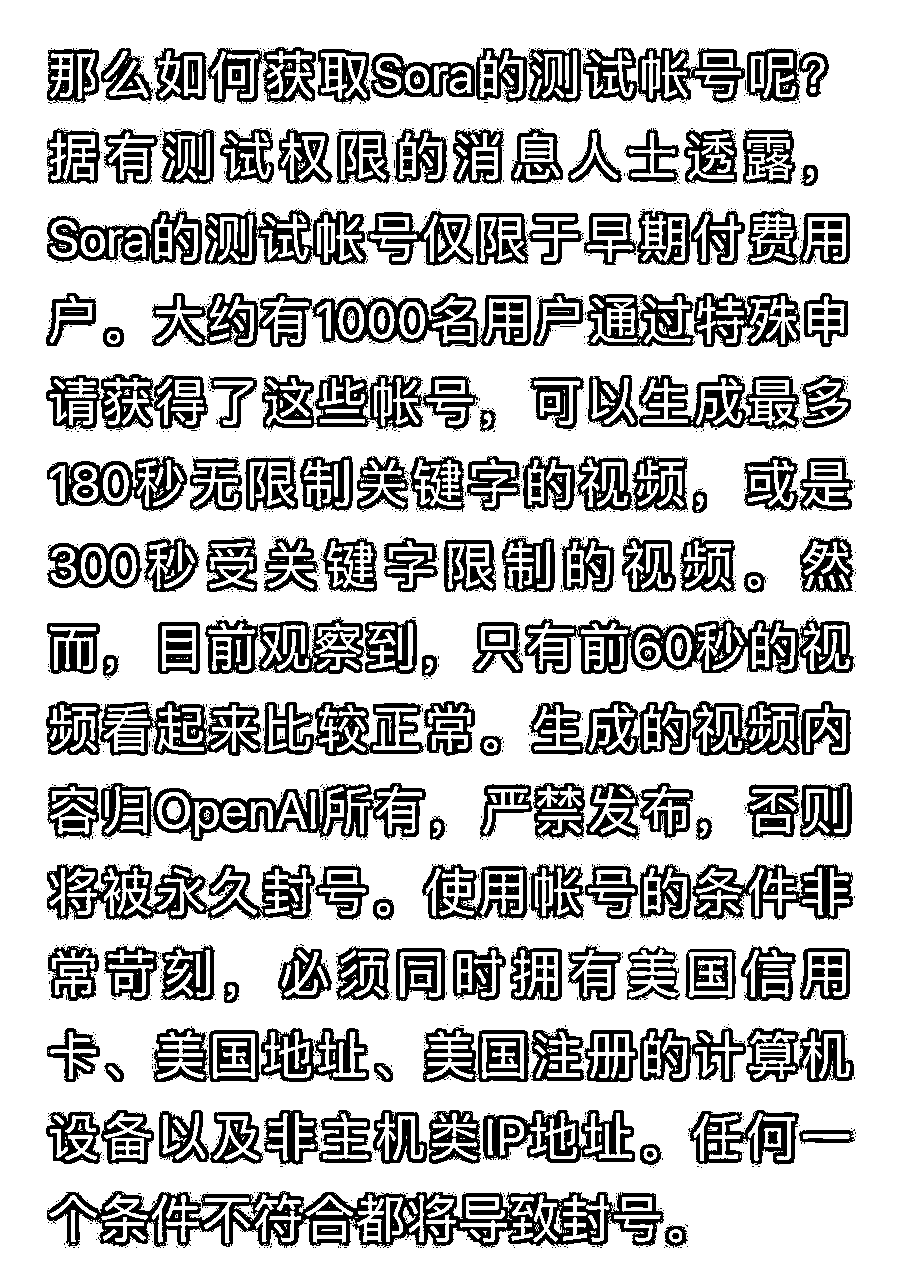 那么如何获取Sora的测试帐号呢?
据有测试权限的消息人士透露，
Sora的测试帐号仅限于早期付费用
户。大约有1000名用户通过特殊申
请获得了这些帐号，可以生成最多
180秒无限制关键字的视频，或是
300秒受关键字限制的视频。然
而，目前观察到，只有前60秒的视
频看起来比较正常。生成的视频内
容归OpenAI所有，严禁发布，否则
将被永久封号。使用帐号的条件非
常苛刻，必须同时拥有美国信用
卡、美国地址、美国注册的计算机
设备以及非主机类IP地址。任何一
个条件不符合都将导致封号。